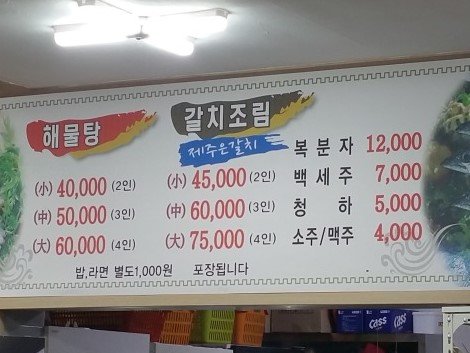 해물탕
(小) 40,000 (2인)
(中) 50,000 (3인)
(大) 60,000 (4인)
갈치조림
제주은갈치
(小) 45,000 (2인)
(中) 60,000 (3인)
(大) 75,000 (4인)
복분자 12,000
백세주 7,000
청하 5,000
소주/맥주 4,000
밥,라면 별도1,000원 포장됩니다
Cass
Cass